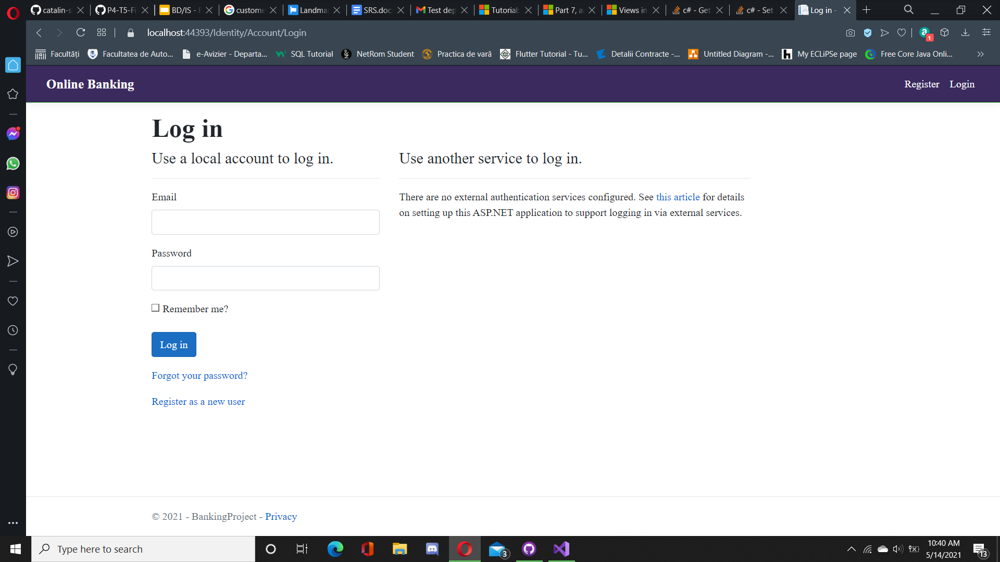 catalin-s
P4-T5-Fi
BD/IS - P
custome
Landma
SRS.doc
Test dep
Tutorial:
Part 7, a
Views in
c# - Get
c# - Set
Log in -
localhost:44393/Identity/Account/Login
1
Facultăți
Facultatea de Auto...
e-Avizier - Departa...
SQL Tutorial
NetRom Student
Practica de vară
Flutter Tutorial - Tu...
Detalii Contracte -...
Untitled Diagram -...
My ECLiPSe page
Free Core Java Onli...
Online Banking
Register
Login
Log in
Use a local account to log in.
Email
Password
Remember me?
Log in
Forgot your password?
Register as a new user
Use another service to log in.
There are no external authentication services configured. See this article for details
on setting up this ASP.NET application to support logging in via external services.
© 2021 - BankingProject - Privacy
Type here to search
3
10:40 AM
5/14/2021
13